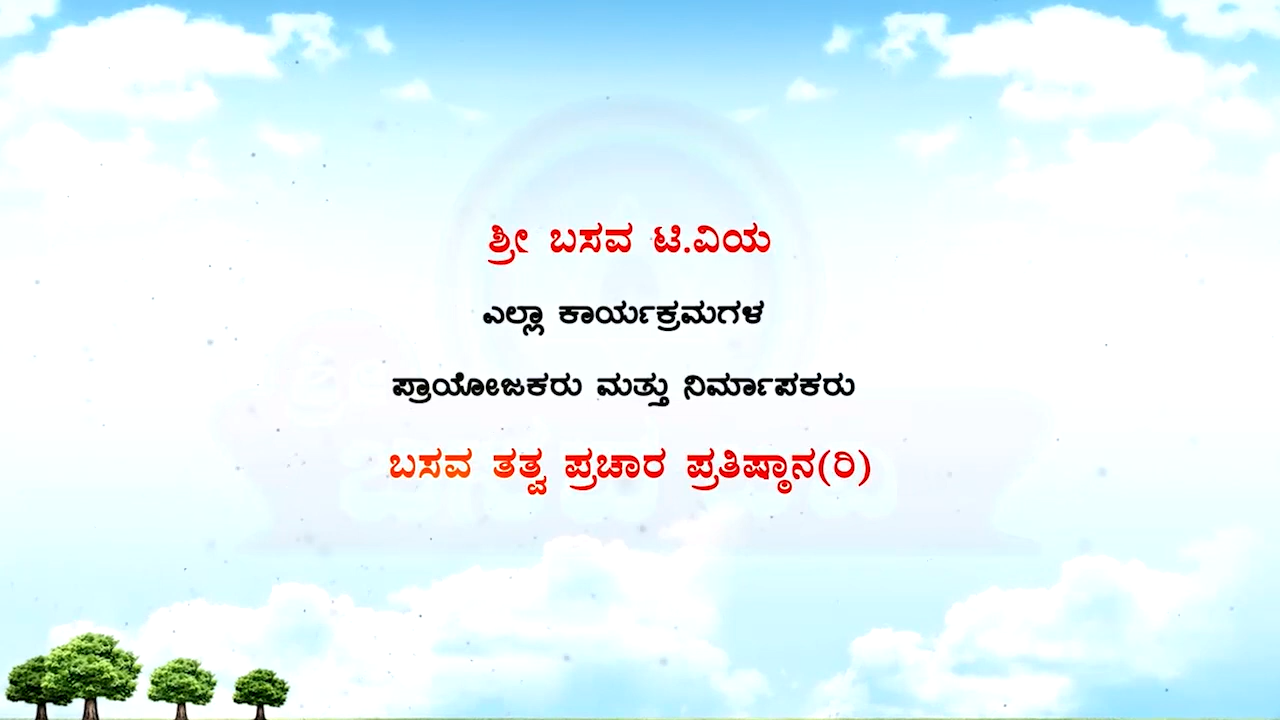 ಶ್ರೀ ಬಸವ ಟಿ.ವಿಯ
ಎಲ್ಲಾ ಕಾರ್ಯಕ್ರಮಗಳ
ಪ್ರಾಯೋಜಕರು ಮತ್ತು ನಿರ್ಮಾಪಕರು
ಬಸವ ತತ್ವ ಪ್ರಚಾರ ಪ್ರತಿಷ್ಠಾನ(ರಿ)